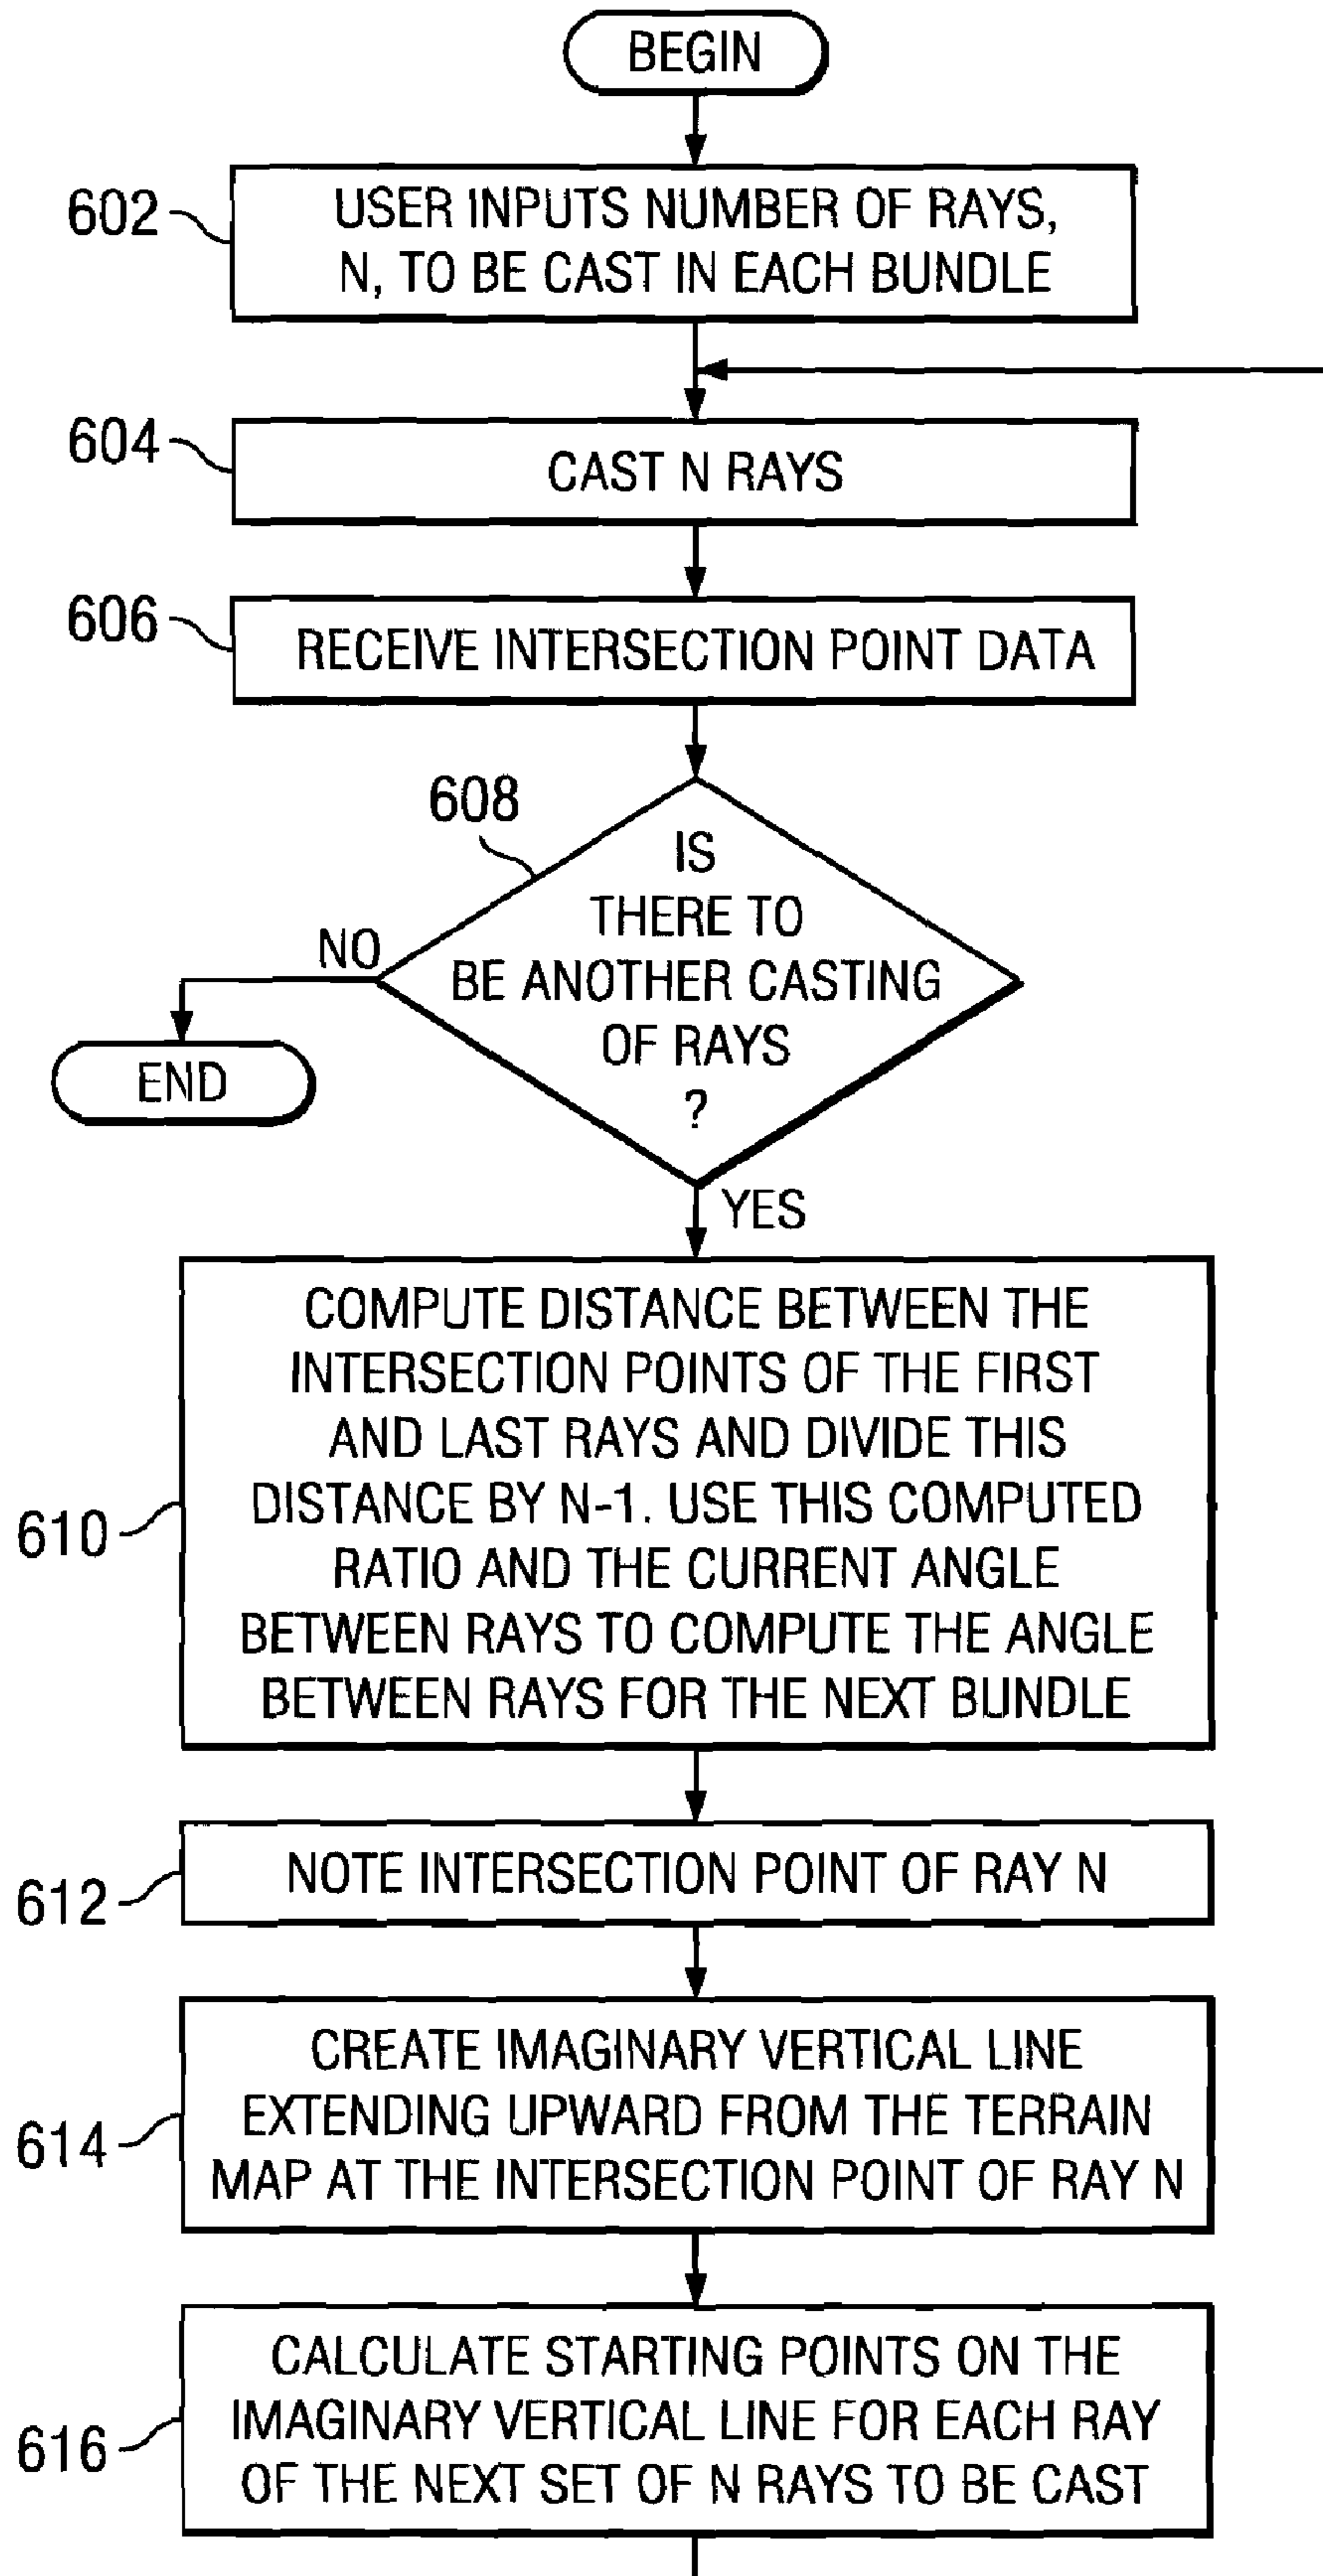 BEGIN
602
USER INPUTS NUMBER OF RAYS,
N, TO BE CAST IN EACH BUNDLE
604
CAST N RAYS
606
RECEIVE INTERSECTION POINT DATA
608
IS
THERE TO
BE ANOTHER CASTING
OF RAYS
?
NO
END
YES
610
COMPUTE DISTANCE BETWEEN THE
INTERSECTION POINTS OF THE FIRST
AND LAST RAYS AND DIVIDE THIS
DISTANCE BY N-1. USE THIS COMPUTED
RATIO AND THE CURRENT ANGLE
BETWEEN RAYS TO COMPUTE THE ANGLE
BETWEEN RAYS FOR THE NEXT BUNDLE
612
NOTE INTERSECTION POINT OF RAY N
614
CREATE IMAGINARY VERTICAL LINE
EXTENDING UPWARD FROM THE TERRAIN
MAP AT THE INTERSECTION POINT OF RAY N
616
CALCULATE STARTING POINTS ON THE
IMAGINARY VERTICAL LINE FOR EACH RAY
OF THE NEXT SET OF N RAYS TO BE CAST